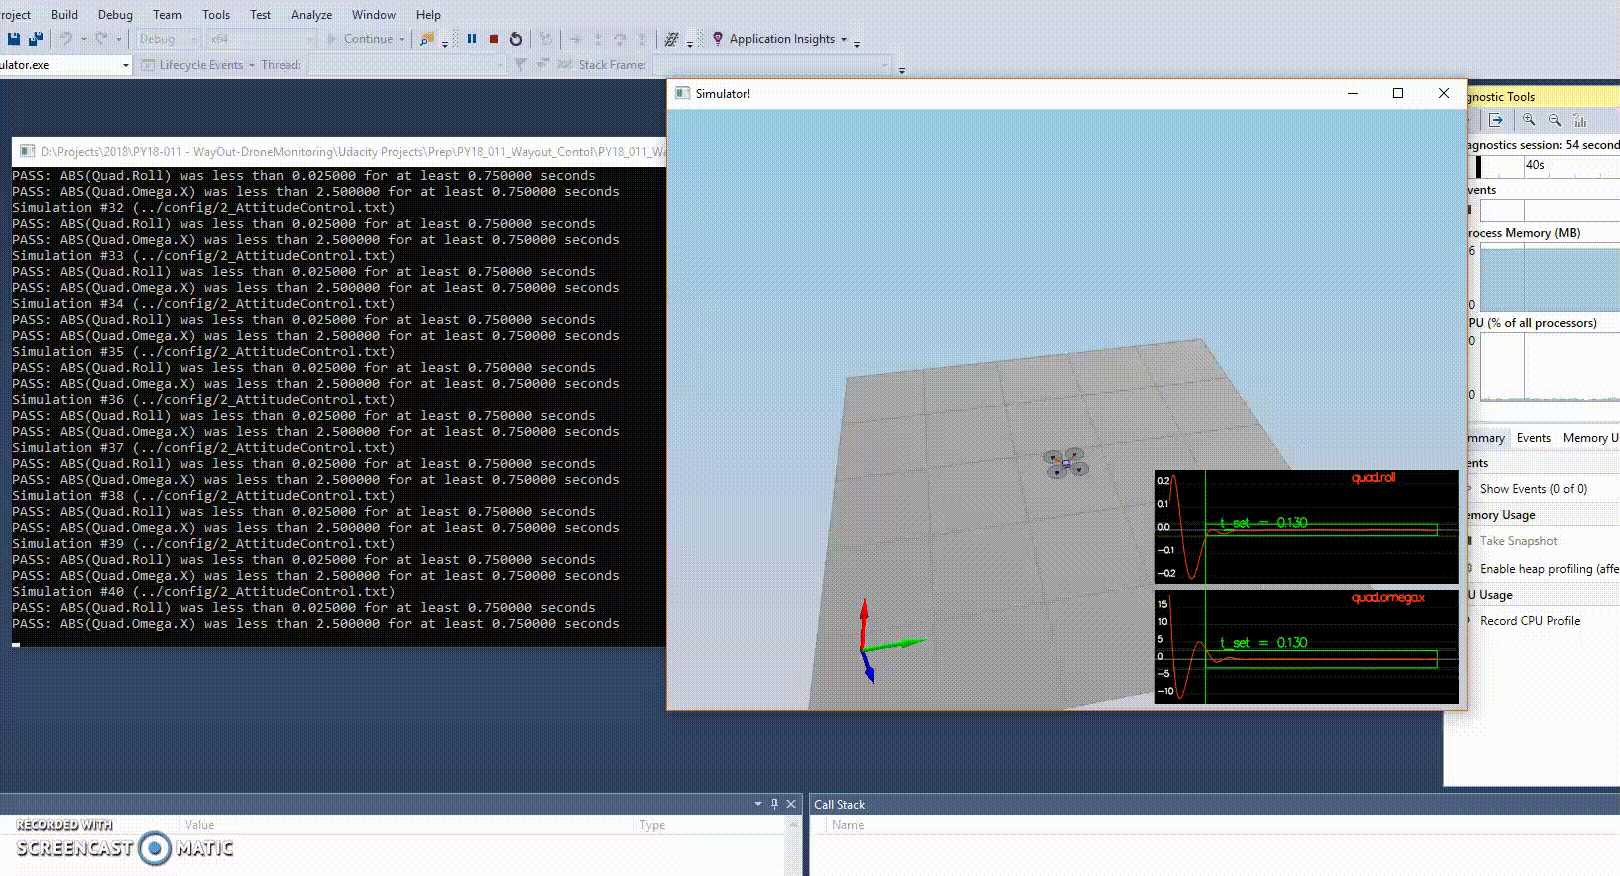 roject Build Debug Team Tools Test Analyze Window Help
Debug x64 Continue Application Insights
ulator.exe Lifecycle Events Thread: Stack Frame:
Simulator!
gnostic Tools
D:\Projects\2018\PY18-011 - WayOut-DroneMonitoring\Udacity Projects\Prep\PY18_011_Wayout_Contol\PY18_011_Wa
PASS: ABS(Quad.Roll) was less than 0.025000 for at least 0.750000 seconds
PASS: ABS(Quad.Omega.X) was less than 2.500000 for at least 0.750000 seconds
Simulation #32 (../config/2_AttitudeControl.txt)
PASS: ABS(Quad.Roll) was less than 0.025000 for at least 0.750000 seconds
PASS: ABS(Quad.Omega.X) was less than 2.500000 for at least 0.750000 seconds
Simulation #33 (../config/2_AttitudeControl.txt)
PASS: ABS(Quad.Roll) was less than 0.025000 for at least 0.750000 seconds
PASS: ABS(Quad.Omega.X) was less than 2.500000 for at least 0.750000 seconds
Simulation #34 (../config/2_AttitudeControl.txt)
PASS: ABS(Quad.Roll) was less than 0.025000 for at least 0.750000 seconds
PASS: ABS(Quad.Omega.X) was less than 2.500000 for at least 0.750000 seconds
Simulation #35 (../config/2_AttitudeControl.txt)
PASS: ABS(Quad.Roll) was less than 0.025000 for at least 0.750000 seconds
PASS: ABS(Quad.Omega.X) was less than 2.500000 for at least 0.750000 seconds
Simulation #36 (../config/2_AttitudeControl.txt)
PASS: ABS(Quad.Roll) was less than 0.025000 for at least 0.750000 seconds
PASS: ABS(Quad.Omega.X) was less than 2.500000 for at least 0.750000 seconds
Simulation #37 (../config/2_AttitudeControl.txt)
PASS: ABS(Quad.Roll) was less than 0.025000 for at least 0.750000 seconds
PASS: ABS(Quad.Omega.X) was less than 2.500000 for at least 0.750000 seconds
Simulation #38 (../config/2_AttitudeControl.txt)
PASS: ABS(Quad.Roll) was less than 0.025000 for at least 0.750000 seconds
PASS: ABS(Quad.Omega.X) was less than 2.500000 for at least 0.750000 seconds
Simulation #39 (../config/2_AttitudeControl.txt)
PASS: ABS(Quad.Roll) was less than 0.025000 for at least 0.750000 seconds
PASS: ABS(Quad.Omega.X) was less than 2.500000 for at least 0.750000 seconds
Simulation #40 (../config/2_AttitudeControl.txt)
PASS: ABS(Quad.Roll) was less than 0.025000 for at least 0.750000 seconds
PASS: ABS(Quad.Omega.X) was less than 2.500000 for at least 0.750000 seconds
quad.roll
0.2
0.1
0.0
-0.1
-0.2
t_set = 0.130
quad.omega.x
15
10
5
0
-5
-10
t_set = 0.130
agnostics session: 54 second
40s
vents
rocess Memory (MB)
6
0
PU (% of all processors)
0
0
mmary Events Memory U
ents
Show Events (0 of 0)
emory Usage
Take Snapshot
Enable heap profiling (affe
U Usage
Record CPU Profile
Value Type
Call Stack
Name
RECORDED WITH
SCREENCAST MATIC